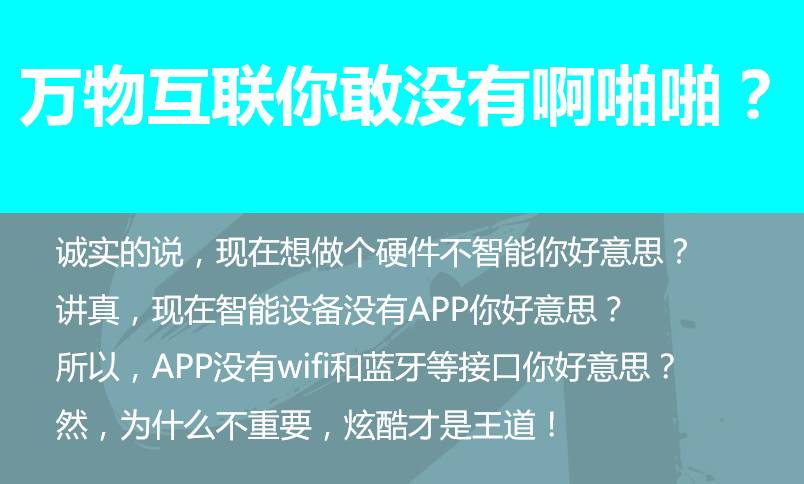 万物互联你敢没有啊啪啪？
诚实的说，现在想做个硬件不智能你好意思？
讲真，现在智能设备没有APP你好意思？
所以，APP没有wifi和蓝牙等接口你好意思？
然，为什么不重要，炫酷才是王道！